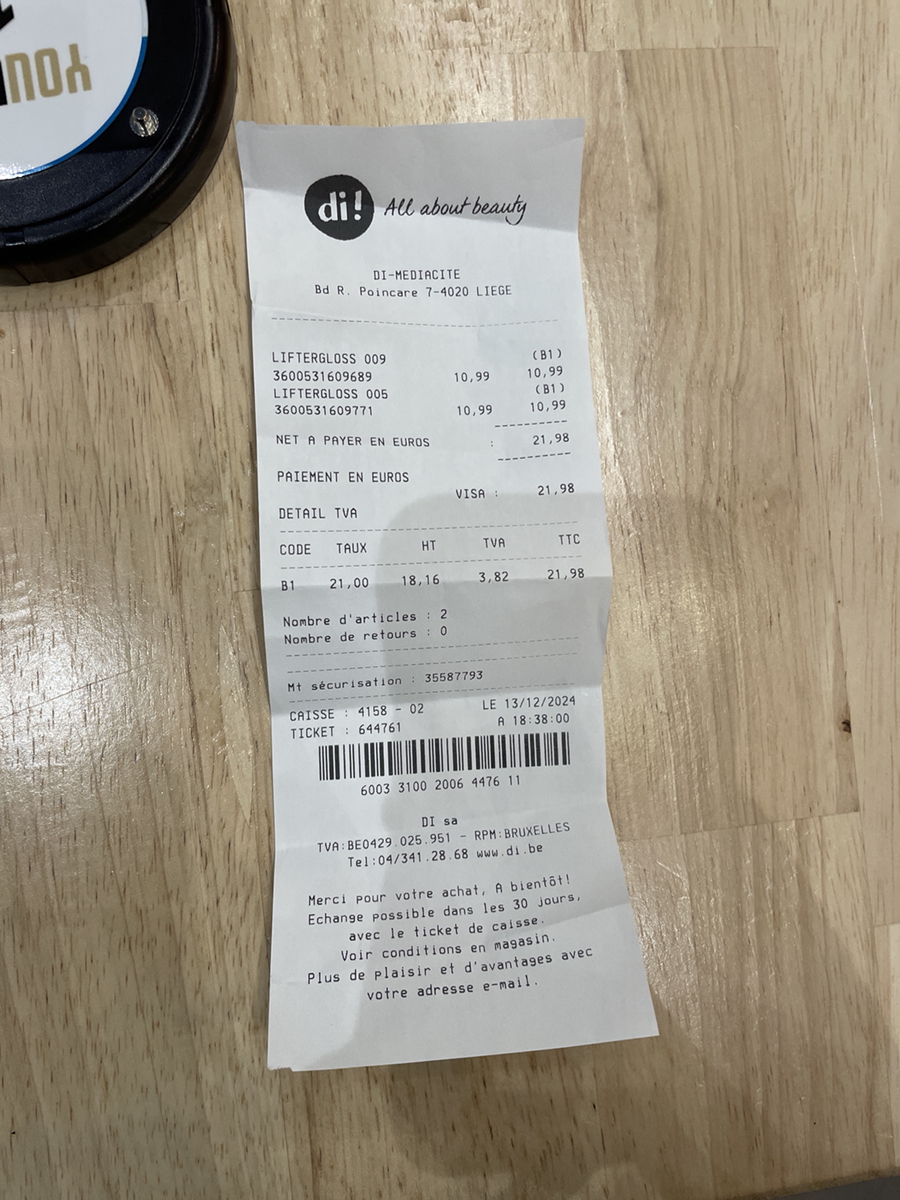 YOU
di! All about beauty
DI-MEDIACITE
Bd R. Poincare 7-4020 LIEGE
LIFTERGLOSS 009 (B1)
3600531609689 10,99 10,99
LIFTERGLOSS 005 (B1)
3600531609771 10,99 10,99
NET A PAYER EN EUROS : 21,98
PAIEMENT EN EUROS
VISA : 21,98
DETAIL TVA
CODE TAUX HT TVA TTC
B1 21,00 18,16 3,82 21,98
Nombre d'articles : 2
Nombre de retours : 0
Mt sécurisation : 35587793
CAISSE : 4158 - 02 LE 13/12/2024
TICKET : 644761 A 18:38:00
6003 3100 2006 4476 11
DI sa
TVA:BE0429.025.951 - RPM:BRUXELLES
Tel:04/341.28.68 www.di.be
Merci pour votre achat, A bientôt!
Echange possible dans les 30 jours,
avec le ticket de caisse.
Voir conditions en magasin.
Plus de plaisir et d'avantages avec
votre adresse e-mail.